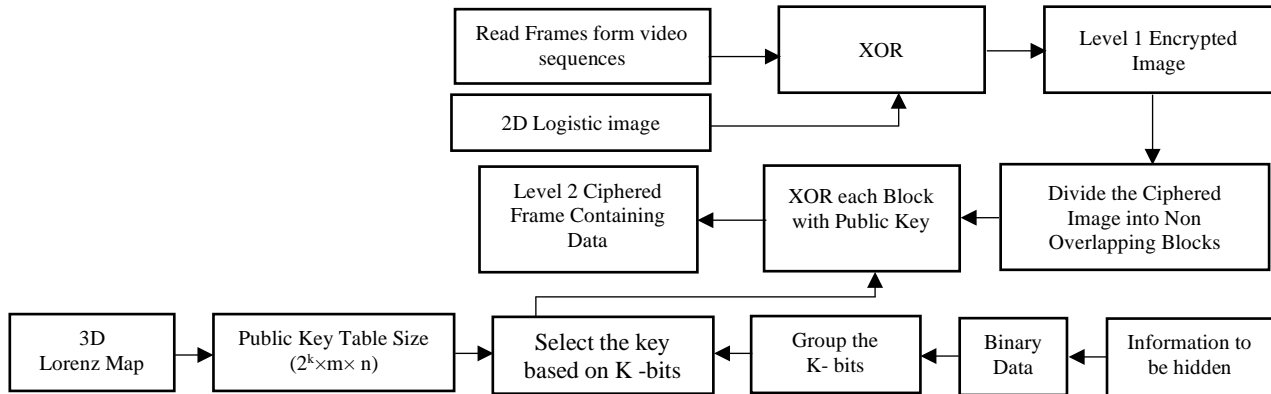 Read Frames form video
sequences
XOR
Level 1 Encrypted
Image
2D Logistic image
Level 2 Ciphered
Frame Containing
Data
XOR each Block
with Public Key
Divide the Ciphered
Image into Non
Overlapping Blocks
3D
Lorenz Map
Public Key Table Size
(2ᵏ×m× n)
Select the key
based on K -bits
Group the
K- bits
Binary
Data
Information to
be hidden